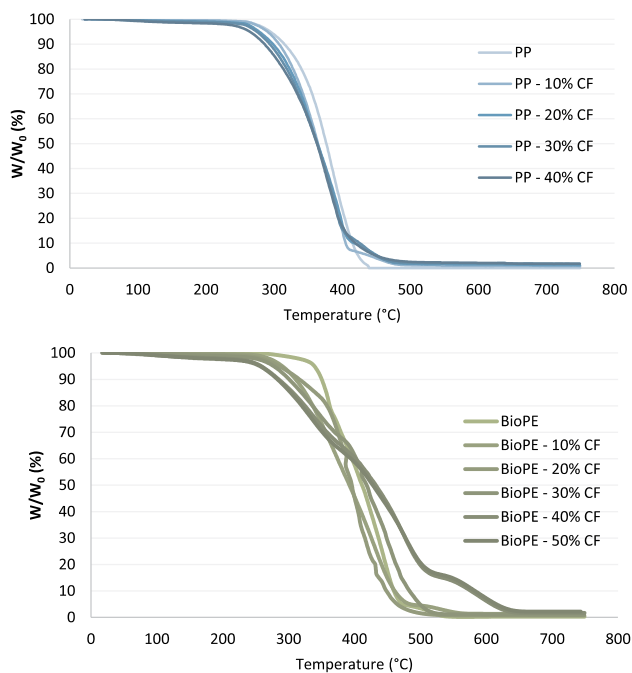 100
90
80
70
60
50
40
30
20
10
0
W/W0 (%)
PP
PP - 10% CF
PP - 20% CF
PP - 30% CF
PP - 40% CF
0 100 200 300 400 500 600 700 800
Temperature (°C)
100
90
80
70
60
50
40
30
20
10
0
W/W0 (%)
BioPE
BioPE - 10% CF
BioPE - 20% CF
BioPE - 30% CF
BioPE - 40% CF
BioPE - 50% CF
0 100 200 300 400 500 600 700 800
Temperature (°C)